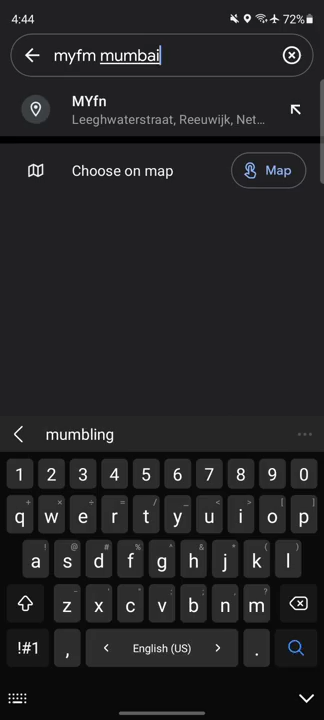 4:44 72%
myfm mumbai
MYfn
Leeghwaterstraat, Reeuwijk, Net...
Choose on map Map
mumbling ...
1 2 3 4 5 6 7 8 9 0
q w e r t y u i o p
a s d f g h j k l
z x c v b n m
!#1 , < English (US) > .